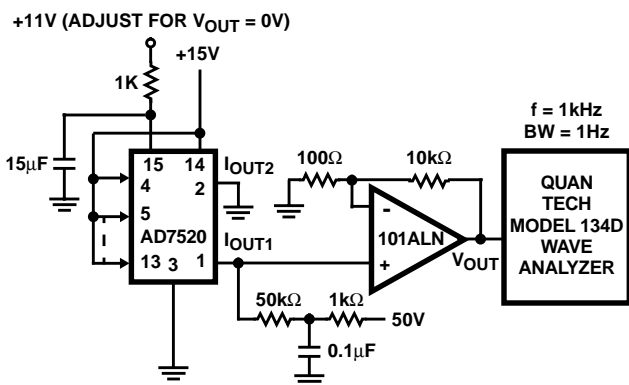 +11V (ADJUST FOR VOUT = 0V)
+15V
1K
15µF
15
14
4
2
5
13
3
1
AD7520
IOUT2
IOUT1
100Ω
10kΩ
-
+
101ALN
VOUT
50kΩ
1kΩ
50V
0.1µF
f = 1kHz
BW = 1Hz
QUAN
TECH
MODEL 134D
WAVE
ANALYZER